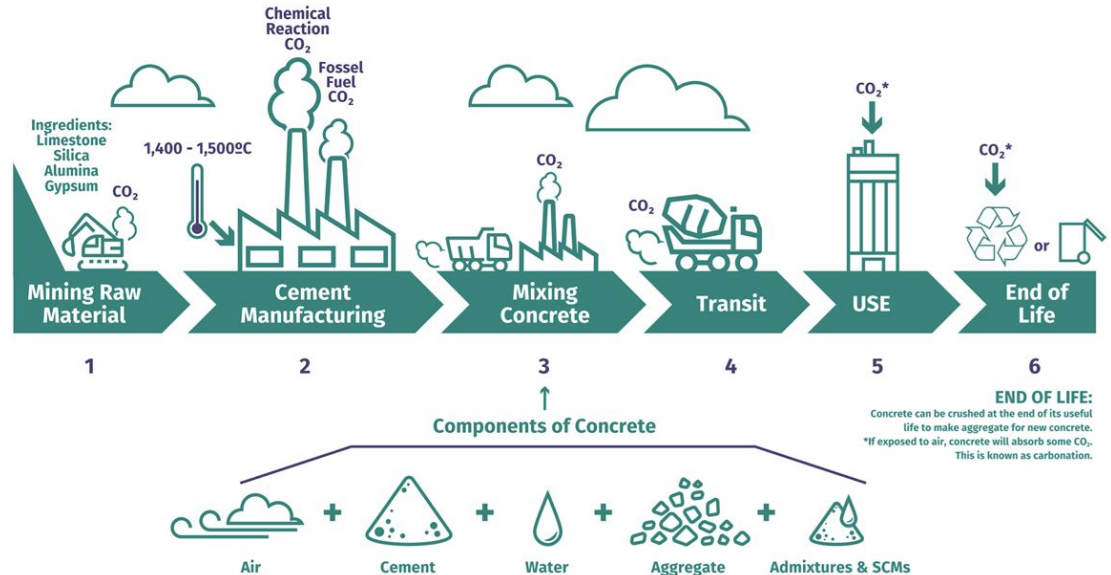 Chemical
Reaction
CO₂
Fossel
Fuel
CO₂
Ingredients:
Limestone
Silica
Alumina
Gypsum
CO₂
1,400 - 1,500ºC
CO₂
CO₂
CO₂*
CO₂*
or
Mining Raw
Material
Cement
Manufacturing
Mixing
Concrete
Transit
USE
End of
Life
1
2
3
4
5
6
END OF LIFE:
Concrete can be crushed at the end of its useful
life to make aggregate for new concrete.
*If exposed to air, concrete will absorb some CO₂.
This is known as carbonation.
Components of Concrete
Air
+
Cement
+
Water
+
Aggregate
+
Admixtures & SCMs